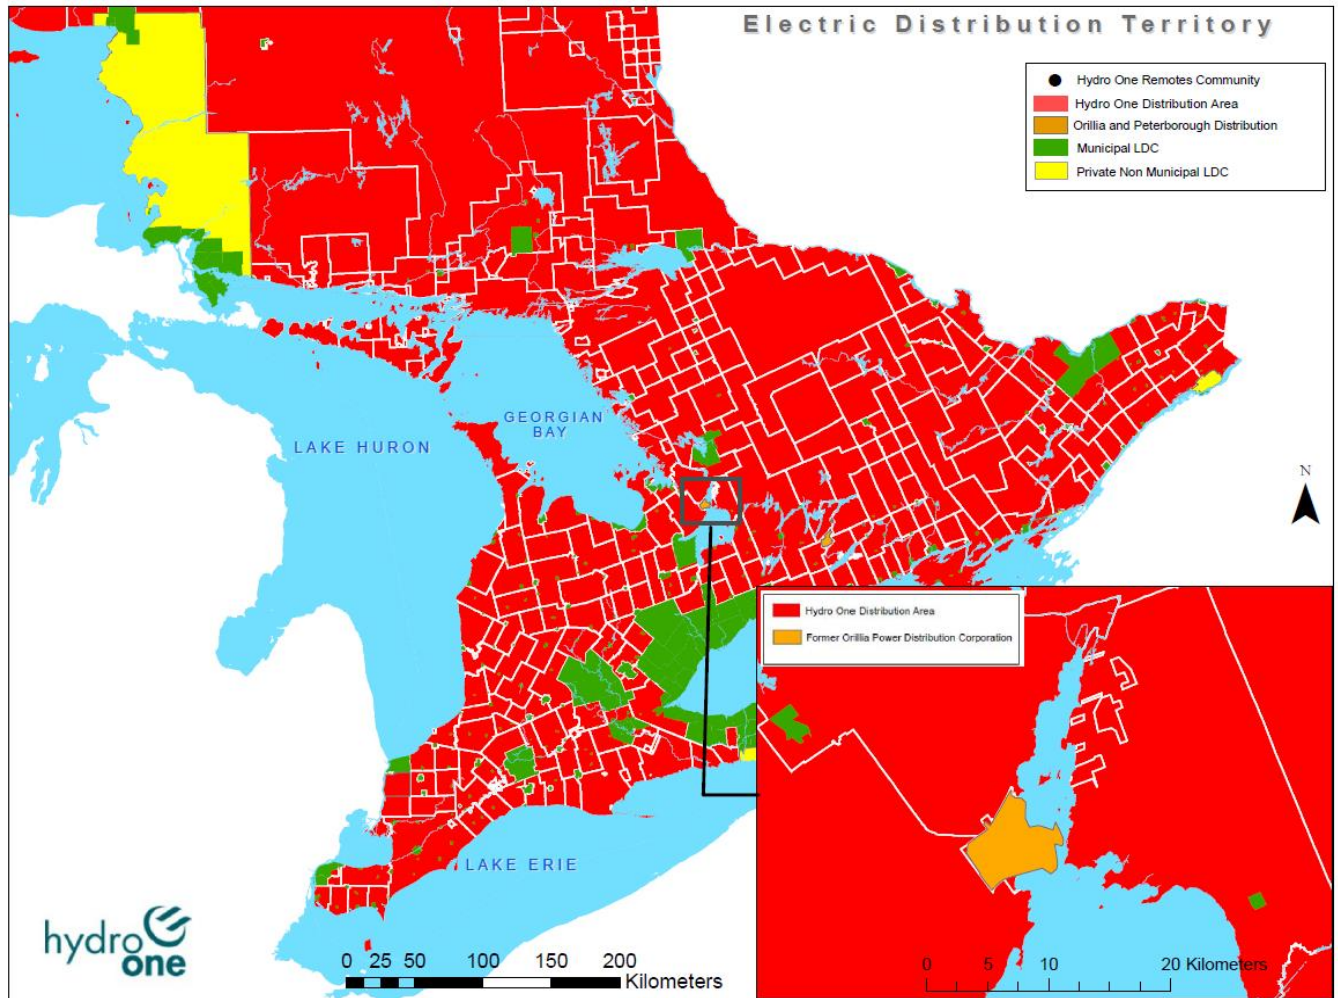 Electric Distribution Territory
Hydro One Remotes Community
Hydro One Distribution Area
Orillia and Peterborough Distribution
Municipal LDC
Private Non Municipal LDC
GEORGIAN
BAY
LAKE HURON
N
Hydro One Distribution Area
Former Orillia Power Distribution Corporation
LAKE ERIE
hydro
one
0 25 50 100 150 200
Kilometers
0 5 10 20 Kilometers